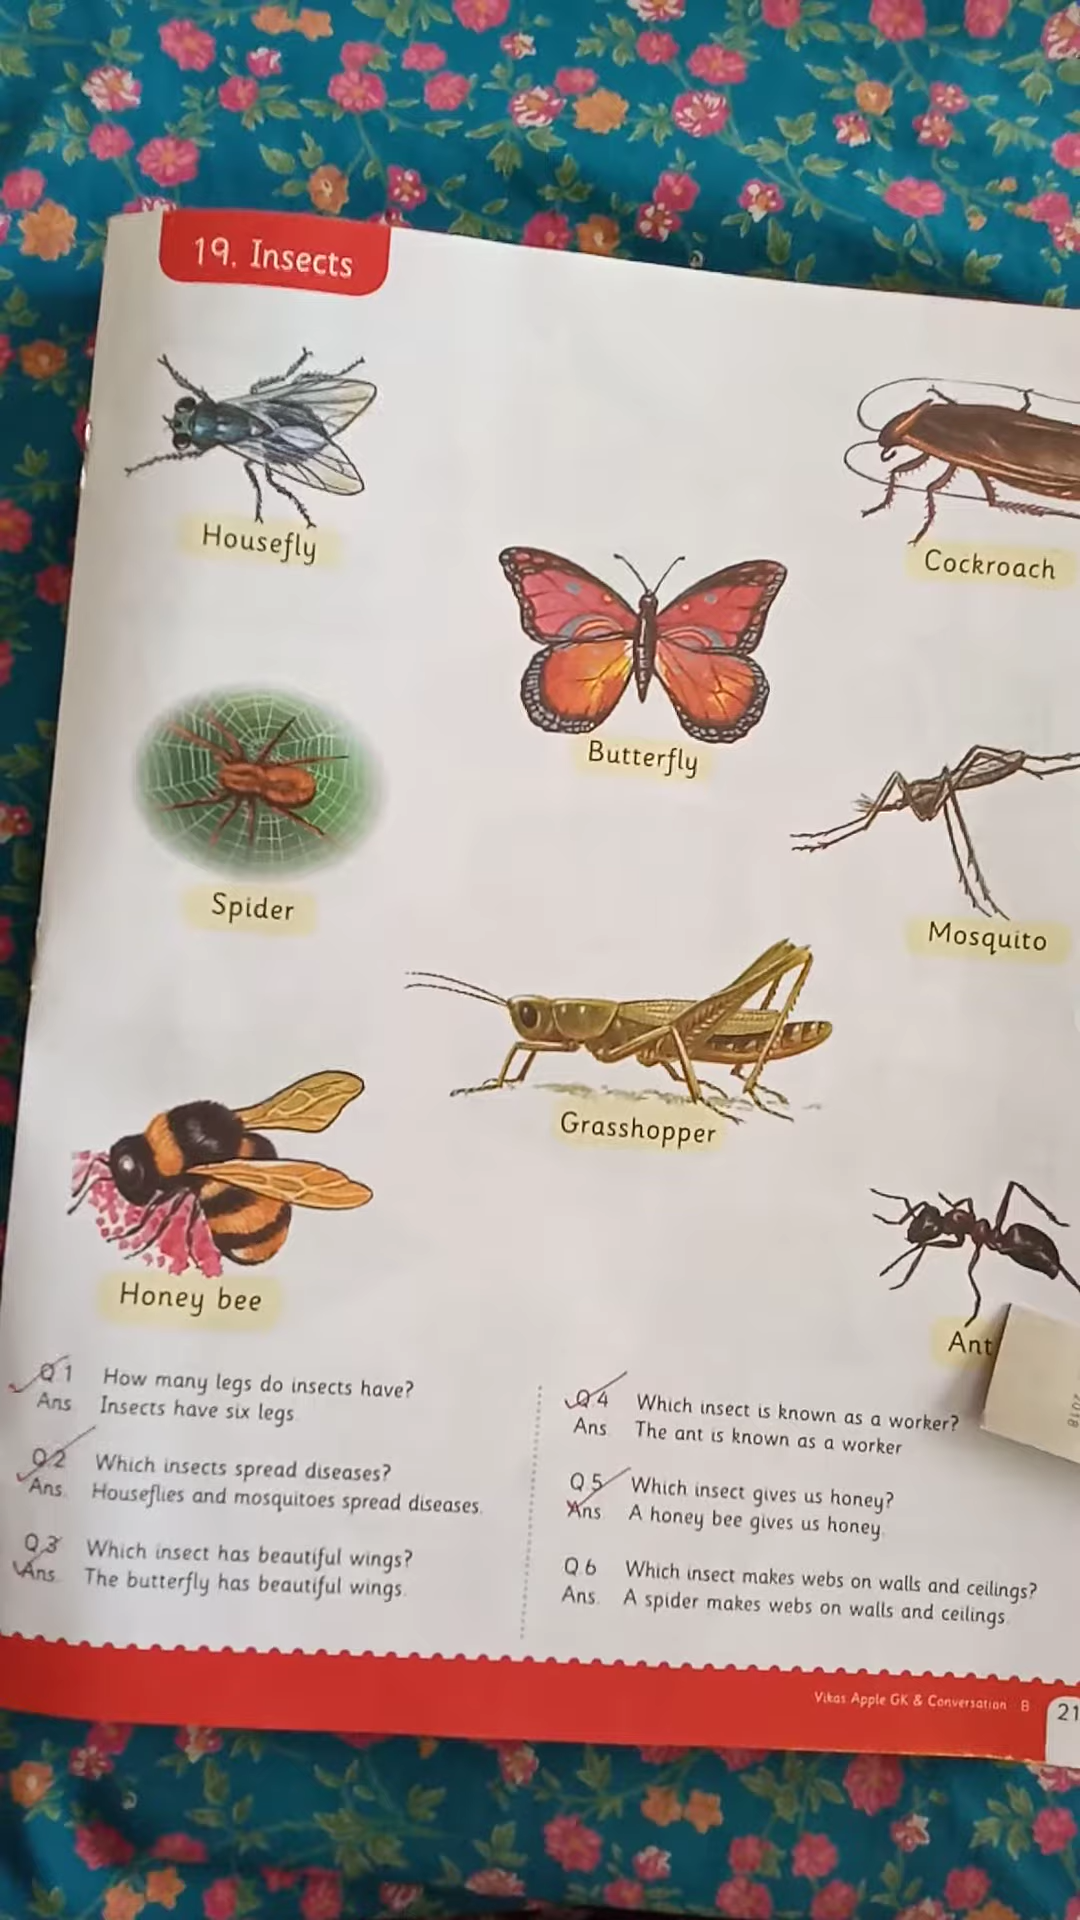 19. Insects
Housefly
Cockroach
Butterfly
Spider
Mosquito
Grasshopper
Honey bee
Ant
Q.1 How many legs do insects have?
Ans Insects have six legs
Q.2 Which insects spread diseases?
Ans. Houseflies and mosquitoes spread diseases.
Q.3 Which insect has beautiful wings?
Ans. The butterfly has beautiful wings.
Q.4 Which insect is known as a worker?
Ans The ant is known as a worker
Q.5 Which insect gives us honey?
Ans A honey bee gives us honey.
Q.6 Which insect makes webs on walls and ceilings?
Ans. A spider makes webs on walls and ceilings.
Vikas Apple GK & Conversation - B
21